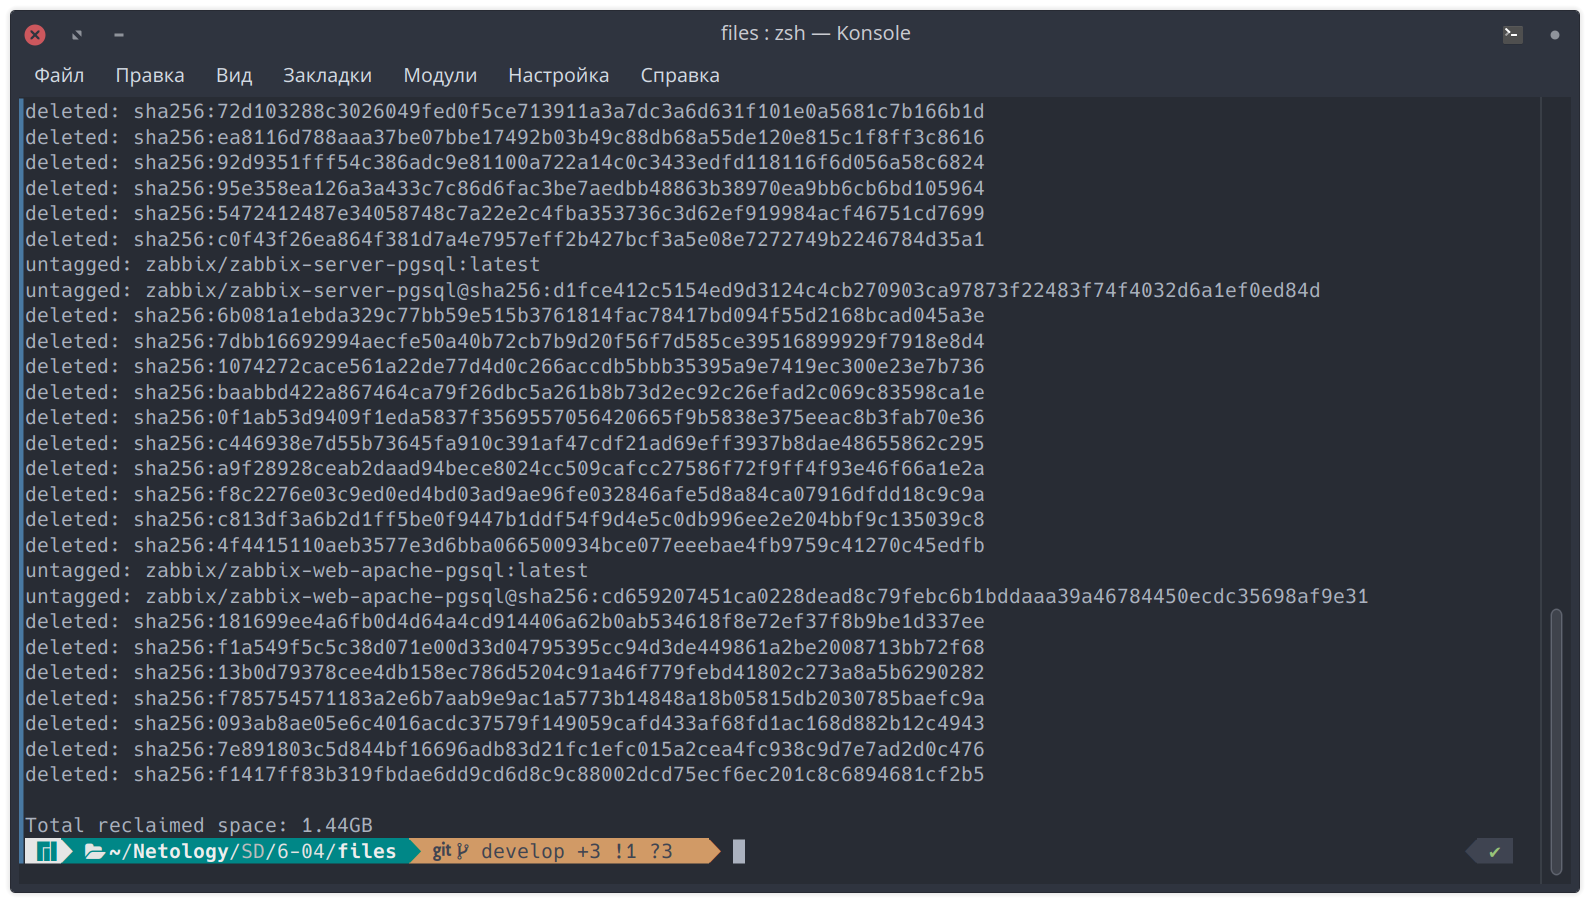 files : zsh — Konsole
Файл Правка Вид Закладки Модули Настройка Справка
deleted: sha256:72d103288c3026049fed0f5ce713911a3a7dc3a6d631f101e0a5681c7b166b1d
deleted: sha256:ea8116d788aaa37be07bbe17492b03b49c88db68a55de120e815c1f8ff3c8616
deleted: sha256:92d9351fff54c386adc9e81100a722a14c0c3433edfd118116f6d056a58c6824
deleted: sha256:95e358ea126a3a433c7c86d6fac3be7aedbb48863b38970ea9bb6cb6bd105964
deleted: sha256:5472412487e34058748c7a22e2c4fba353736c3d62ef919984acf46751cd7699
deleted: sha256:c0f43f26ea864f381d7a4e7957eff2b427bcf3a5e08e7272749b2246784d35a1
untagged: zabbix/zabbix-server-pgsql:latest
untagged: zabbix/zabbix-server-pgsql@sha256:d1fce412c5154ed9d3124c4cb270903ca97873f22483f74f4032d6a1ef0ed84d
deleted: sha256:6b081a1ebda329c77bb59e515b3761814fac78417bd094f55d2168bcad045a3e
deleted: sha256:7dbb16692994aecfe50a40b72cb7b9d20f56f7d585ce39516899929f7918e8d4
deleted: sha256:1074272cace561a22de77d4d0c266accdb5bbb35395a9e7419ec300e23e7b736
deleted: sha256:baabbd422a867464ca79f26dbc5a261b8b73d2ec92c26efad2c069c83598ca1e
deleted: sha256:0f1ab53d9409f1eda5837f3569557056420665f9b5838e375eeac8b3fab70e36
deleted: sha256:c446938e7d55b73645fa910c391af47cdf21ad69eff3937b8dae48655862c295
deleted: sha256:a9f28928ceab2daad94bece8024cc509cafcc27586f72f9ff4f93e46f66a1e2a
deleted: sha256:f8c2276e03c9ed0ed4bd03ad9ae96fe032846afe5d8a84ca07916dfdd18c9c9a
deleted: sha256:c813df3a6b2d1ff5be0f9447b1ddf54f9d4e5c0db996ee2e204bbf9c135039c8
deleted: sha256:4f4415110aeb3577e3d6bba066500934bce077eeebae4fb9759c41270c45edfb
untagged: zabbix/zabbix-web-apache-pgsql:latest
untagged: zabbix/zabbix-web-apache-pgsql@sha256:cd659207451ca0228dead8c79febc6b1bddaaa39a46784450ecdc35698af9e31
deleted: sha256:181699ee4a6fb0d4d64a4cd914406a62b0ab534618f8e72ef37f8b9be1d337ee
deleted: sha256:f1a549f5c5c38d071e00d33d04795395cc94d3de449861a2be2008713bb72f68
deleted: sha256:13b0d79378cee4db158ec786d5204c91a46f779febd41802c273a8a5b6290282
deleted: sha256:f785754571183a2e6b7aab9e9ac1a5773b14848a18b05815db2030785baefc9a
deleted: sha256:093ab8ae05e6c4016acdc37579f149059cafd433af68fd1ac168d882b12c4943
deleted: sha256:7e891803c5d844bf16696adb83d21fc1efc015a2cea4fc938c9d7e7ad2d0c476
deleted: sha256:f1417ff83b319fbdae6dd9cd6d8c9c88002dcd75ecf6ec201c8c6894681cf2b5
Total reclaimed space: 1.44GB
~/Netology/SD/6-04/files git develop +3 !1 ?3 ✔